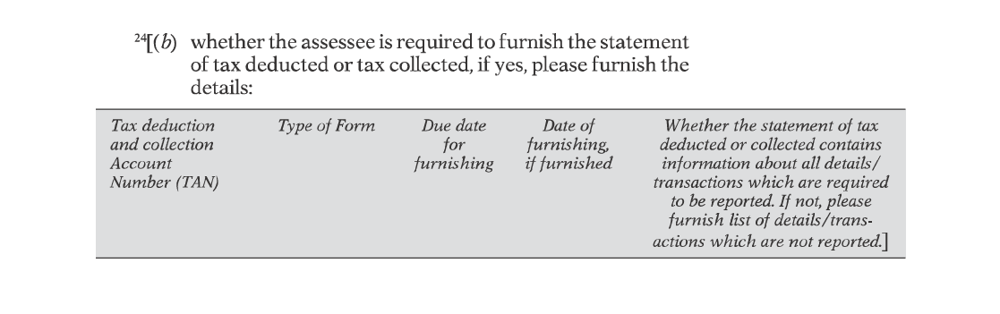 24[(b) whether the assessee is required to furnish the statement
of tax deducted or tax collected, if yes, please furnish the
details:
Tax deduction
and collection
Account
Number (TAN)
Type of Form
Due date
for
furnishing
Date of
furnishing,
if furnished
Whether the statement of tax
deducted or collected contains
information about all details/
transactions which are required
to be reported. If not, please
furnish list of details/trans-
actions which are not reported.]